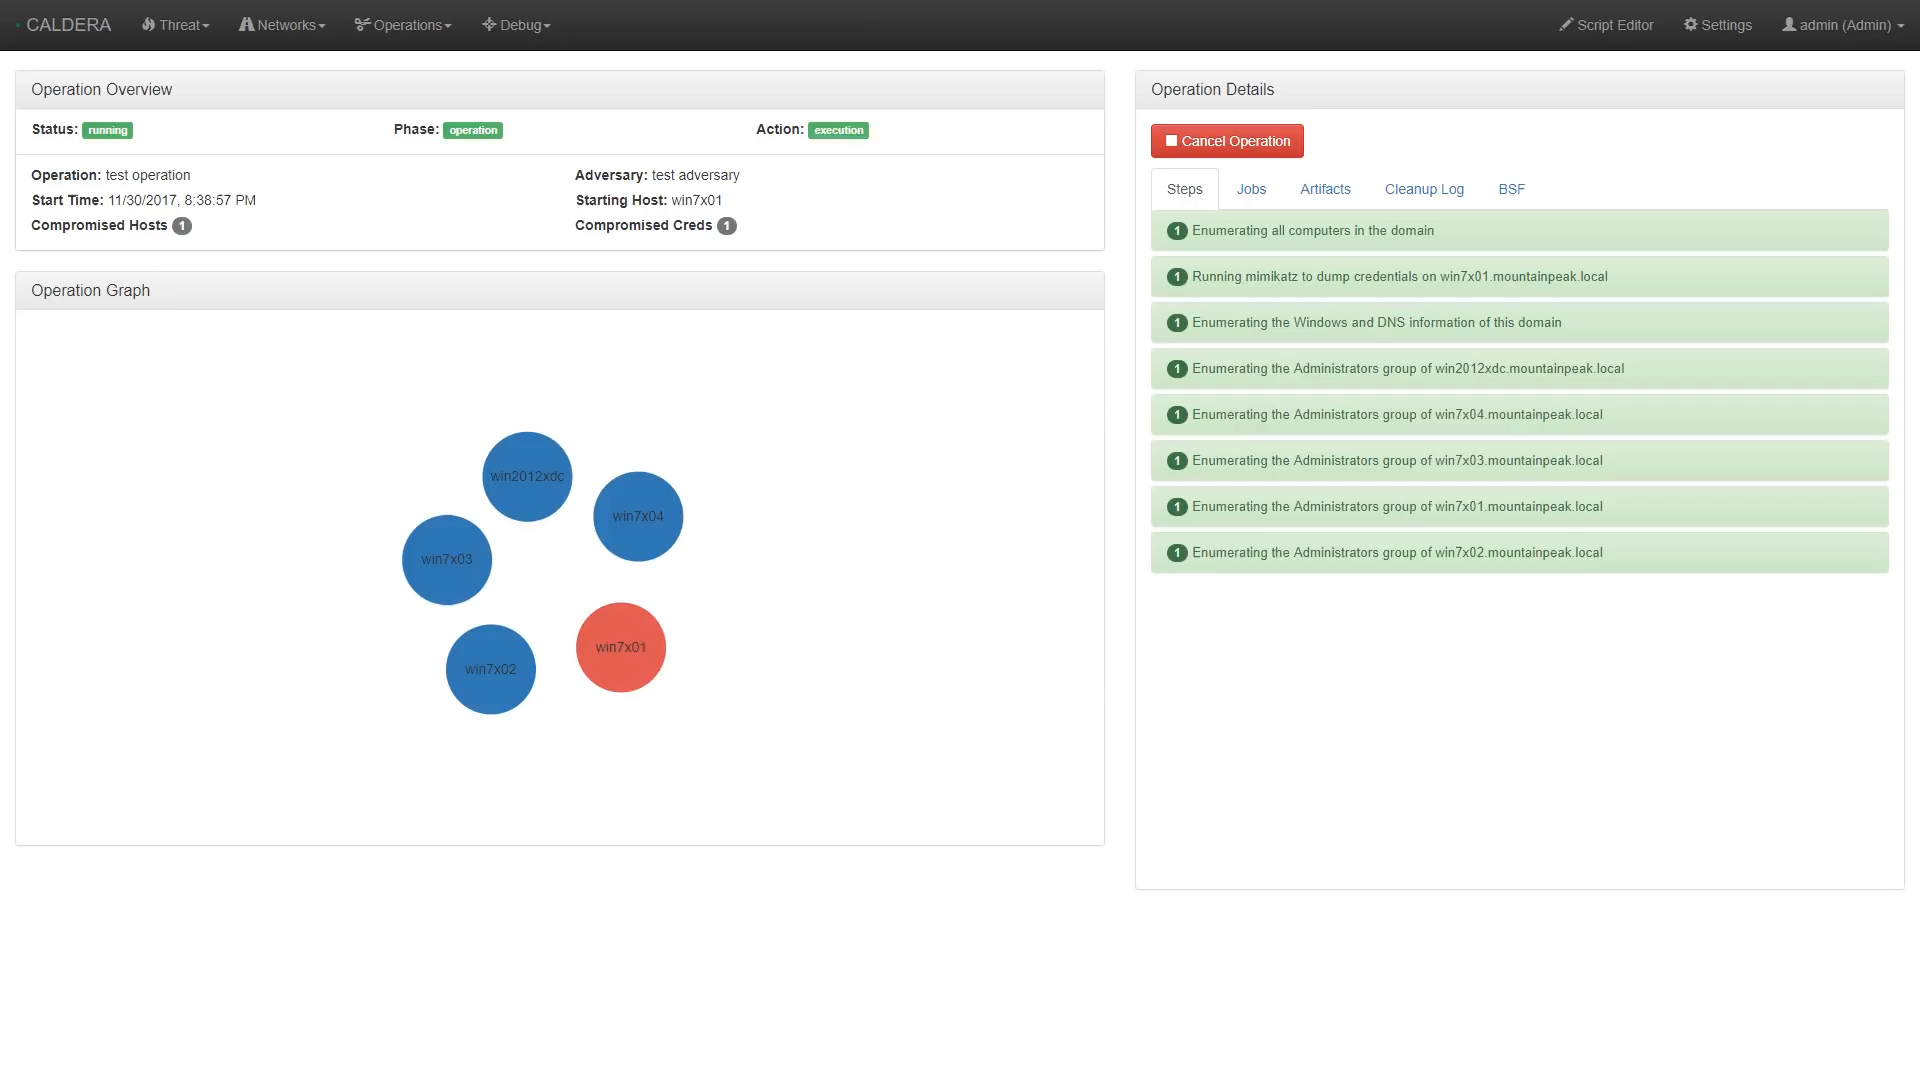 CALDERA Threat Networks Operations Debug Script Editor Settings admin (Admin)
Operation Overview
Status: running Phase: operation Action: execution
Operation: test operation Adversary: test adversary
Start Time: 11/30/2017, 8:38:57 PM Starting Host: win7x01
Compromised Hosts 1 Compromised Creds 1
Operation Graph
win2012xdc
win7x04
win7x03
win7x01
win7x02
Operation Details
Cancel Operation
Steps Jobs Artifacts Cleanup Log BSF
1 Enumerating all computers in the domain
1 Running mimikatz to dump credentials on win7x01.mountainpeak.local
1 Enumerating the Windows and DNS information of this domain
1 Enumerating the Administrators group of win2012xdc.mountainpeak.local
1 Enumerating the Administrators group of win7x04.mountainpeak.local
1 Enumerating the Administrators group of win7x03.mountainpeak.local
1 Enumerating the Administrators group of win7x01.mountainpeak.local
1 Enumerating the Administrators group of win7x02.mountainpeak.local